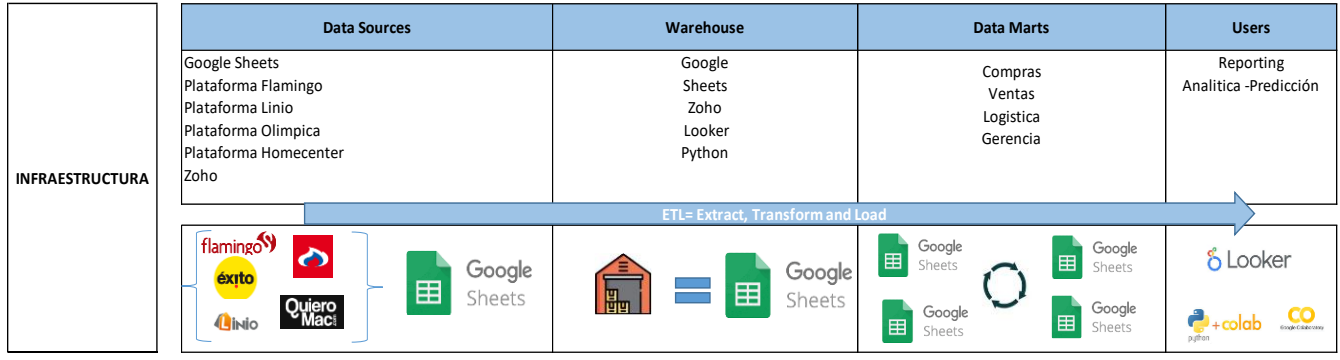 INFRAESTRUCTURA
Data Sources
Warehouse
Data Marts
Users
Google Sheets
Plataforma Flamingo
Plataforma Linio
Plataforma Olimpica
Plataforma Homecenter
Zoho
Google
Sheets
Zoho
Looker
Python
Compras
Ventas
Logistica
Gerencia
Reporting
Analitica -Predicción
ETL= Extract, Transform and Load
flamingo
éxito
Linio
Quiero
Mac
Google
Sheets
Google
Sheets
Google
Sheets
Google
Sheets
Google
Sheets
Google
Sheets
Looker
python
+colab
CO
Google Colaboratory